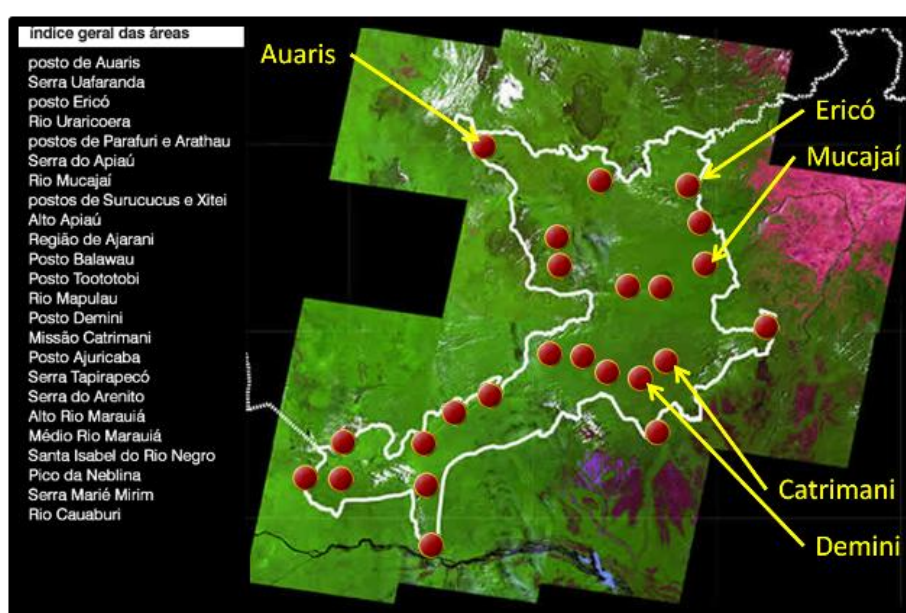 índice geral das áreas
posto de Auaris
Serra Uafaranda
posto Ericó
Rio Uraricoera
postos de Parafuri e Arathau
Serra do Apiaú
Rio Mucajaí
postos de Surucucus e Xitei
Alto Apiaú
Região de Ajarani
Posto Balawau
Posto Toototobi
Rio Mapulau
Posto Demini
Missão Catrimani
Posto Ajuricaba
Serra Tapirapecó
Serra do Arenito
Alto Rio Marauiá
Médio Rio Marauiá
Santa Isabel do Rio Negro
Pico da Neblina
Serra Marié Mirim
Rio Cauaburi
Auaris
Ericó
Mucajaí
Catrimani
Demini